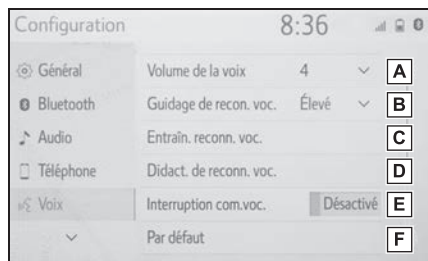 Configuration 8:36
Général Volume de la voix 4 A
Bluetooth Guidage de recon. voc. Élevé B
Audio Entraîn. reconn. voc. C
Téléphone Didact. de reconn. voc. D
Voix Interruption com.voc. Désactivé E
Par défaut F